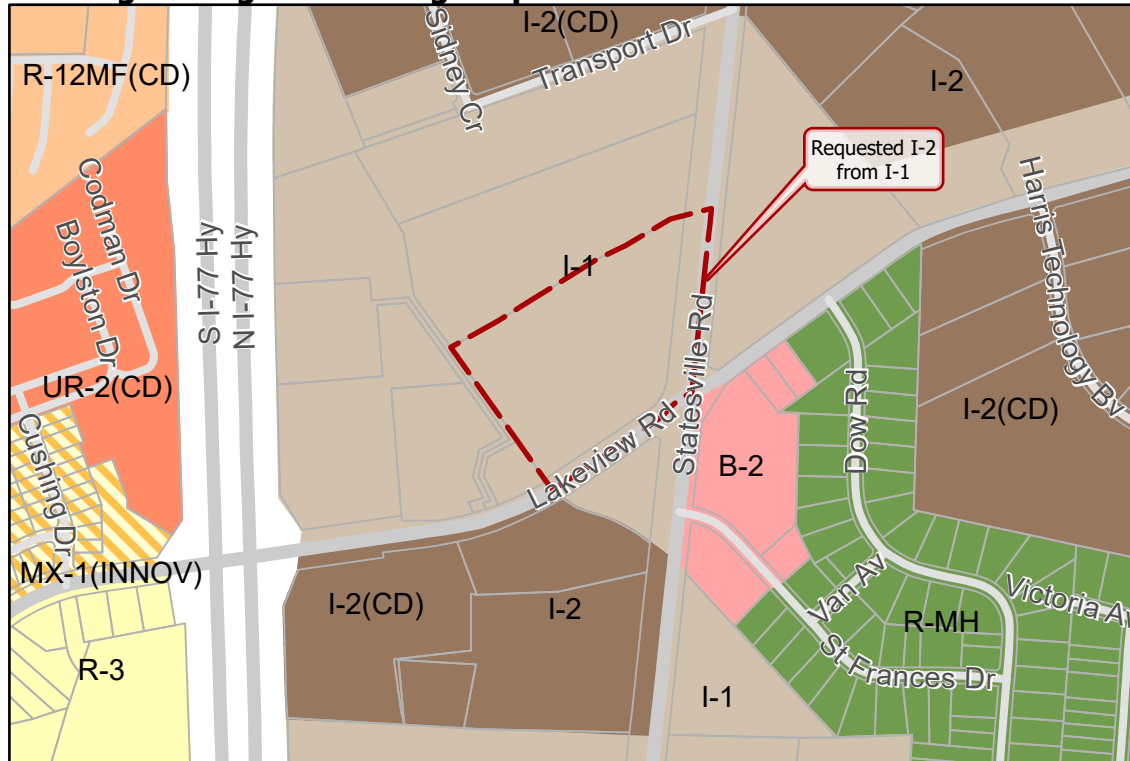 I-2(CD)
Sidney Cr
Transport Dr
R-12MF(CD)
I-2
Requested I-2
from I-1
Codman Dr
Boylston Dr
S I-77 Hy
N I-77 Hy
Harris Technology Bv
I-1
Statesville Rd
UR-2(CD)
Cushing Dr
Lakeview Rd
Dow Rd
I-2(CD)
B-2
MX-1(INNOV)
I-2(CD)
I-2
Van Av
Victoria Av
R-MH
St Frances Dr
R-3
I-1